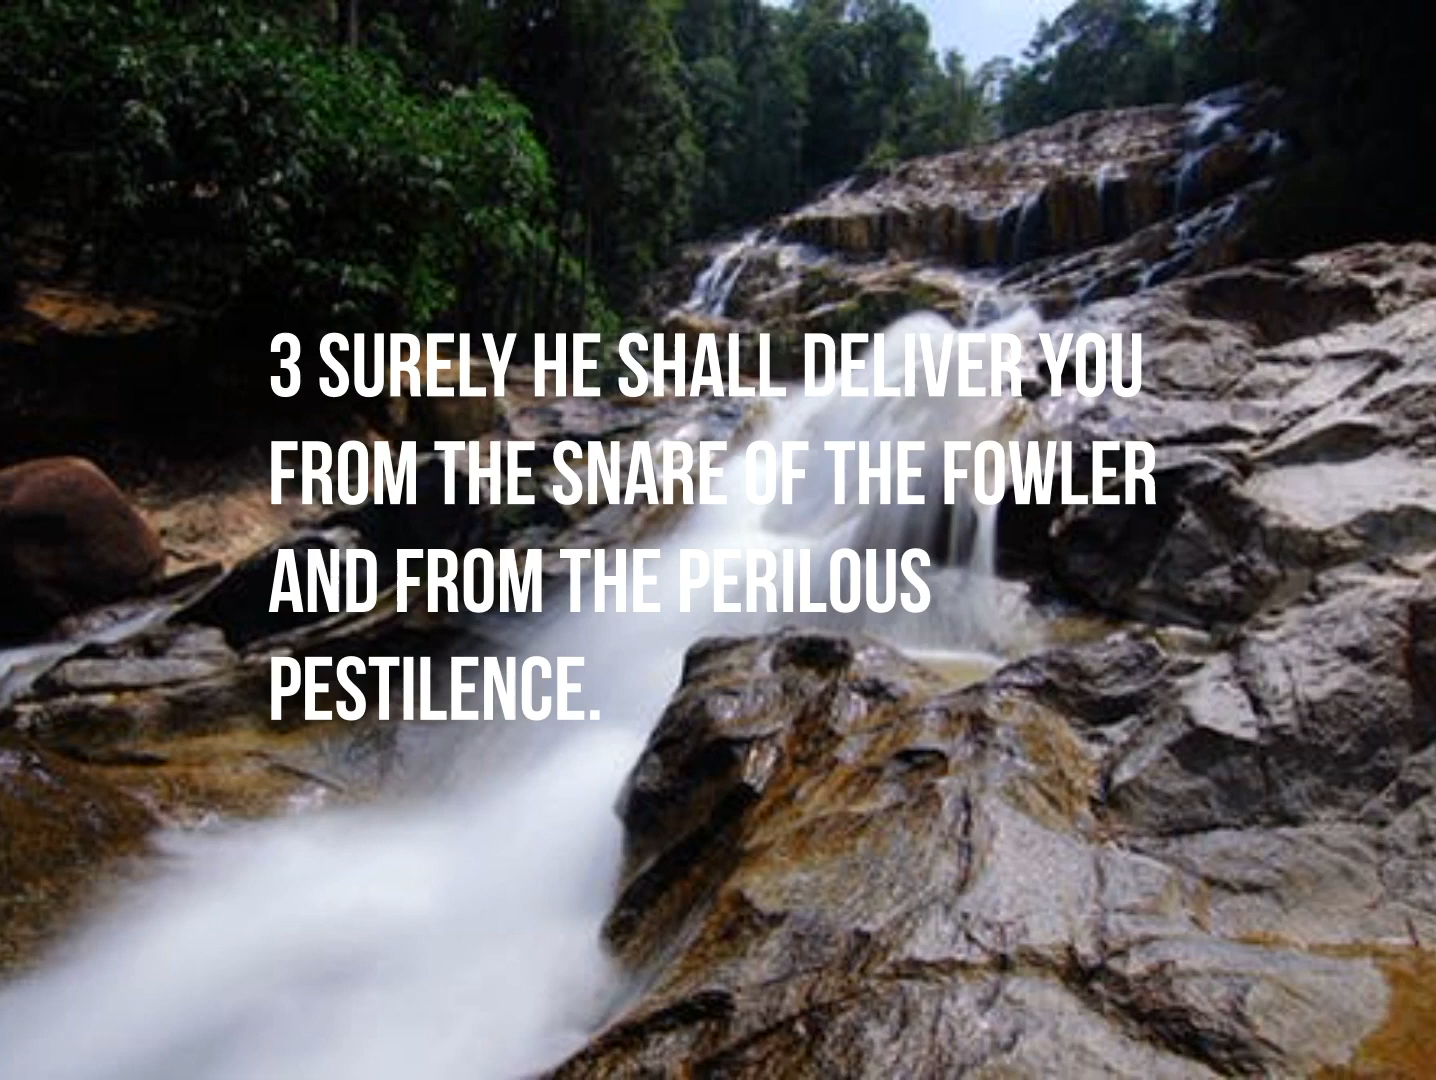 3 SURELY HE SHALL DELIVER YOU
FROM THE SNARE OF THE FOWLER
AND FROM THE PERILOUS
PESTILENCE.